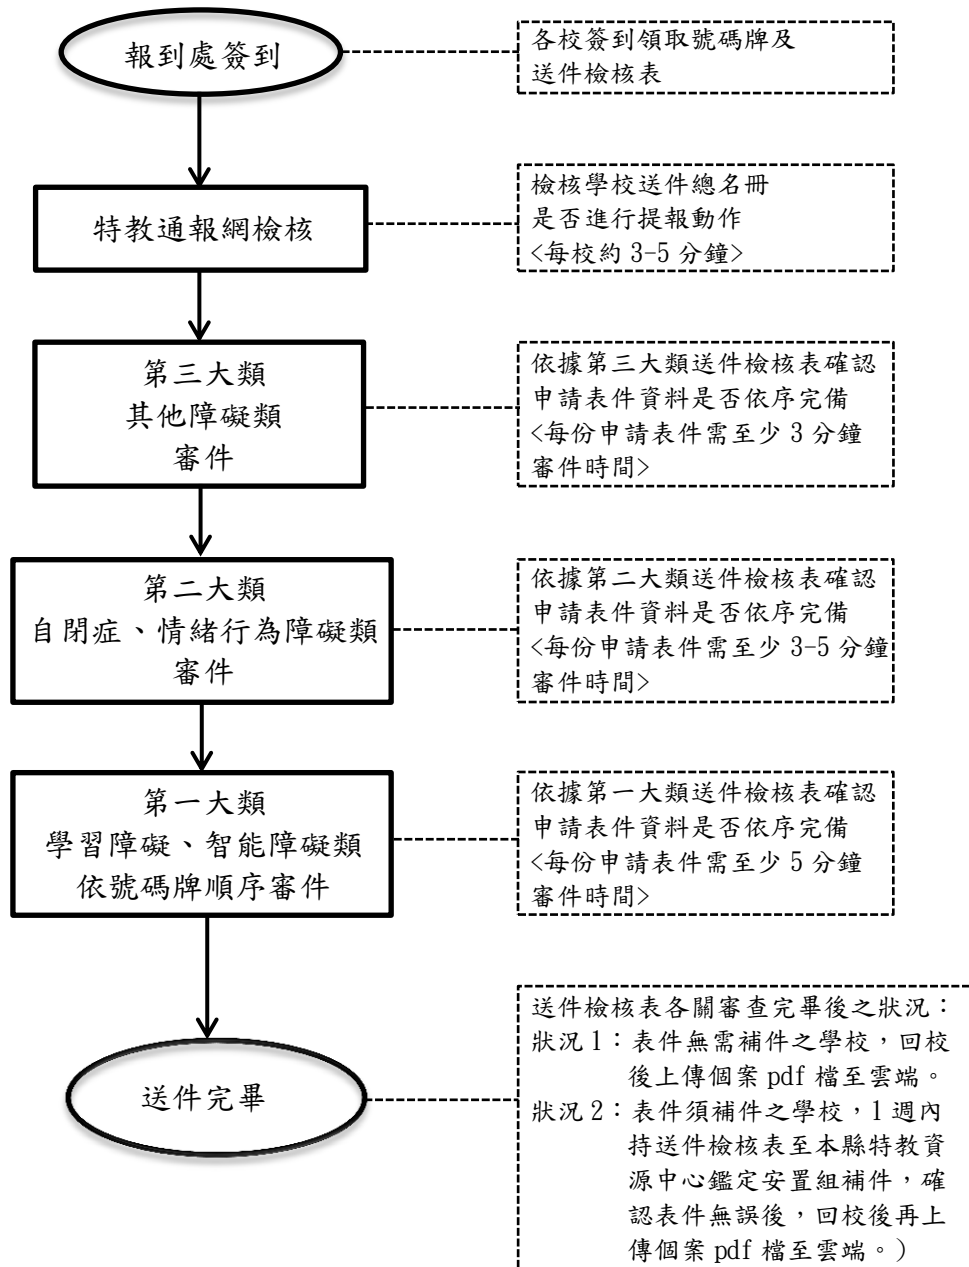 報到處簽到
各校簽到領取號碼牌及
送件檢核表
特教通報網檢核
檢核學校送件總名冊
是否進行提報動作
<每校約 3-5 分鐘>
第三大類
其他障礙類
審件
依據第三大類送件檢核表確認
申請表件資料是否依序完備
<每份申請表件需至少 3 分鐘
審件時間>
第二大類
自閉症、情緒行為障礙類
審件
依據第二大類送件檢核表確認
申請表件資料是否依序完備
<每份申請表件需至少 3-5 分鐘
審件時間>
第一大類
學習障礙、智能障礙類
依號碼牌順序審件
依據第一大類送件檢核表確認
申請表件資料是否依序完備
<每份申請表件需至少 5 分鐘
審件時間>
送件完畢
送件檢核表各關審查完畢後之狀況：
狀況 1：表件無需補件之學校，回校
後上傳個案 pdf 檔至雲端。
狀況 2：表件須補件之學校，1 週內
持送件檢核表至本縣特教資
源中心鑑定安置組補件，確
認表件無誤後，回校後再上
傳個案 pdf 檔至雲端。）